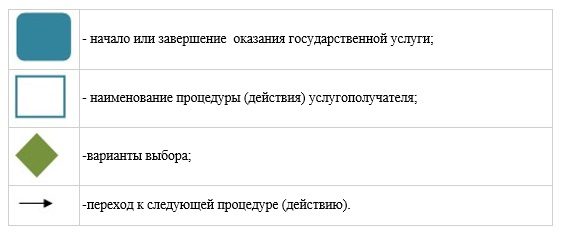 - начало или завершение оказания государственной услуги;
- наименование процедуры (действия) услугополучателя;
-варианты выбора;
-переход к следующей процедуре (действию).